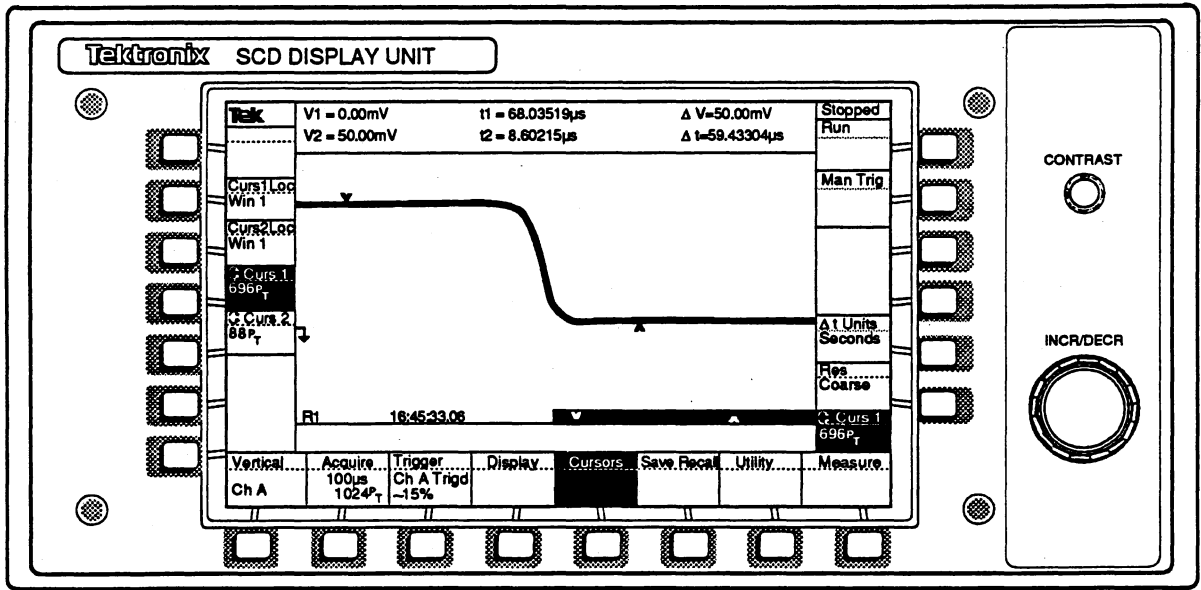 Tektronix SCD DISPLAY UNIT
Tek
V1 = 0.00mV t1 = 68.03519µs Δ V=50.00mV
V2 = 50.00mV t2 = 8.60215µs Δ t=59.43304µs
Stopped
Run
Man Trig
Curs1Loc
Win 1
Curs2Loc
Win 1
Curs 1
696PT
Curs 2
88PT
Δ t Units
Seconds
Res
Coarse
Curs 1
696PT
R1 16:45:33.06
Vertical Acquire Trigger Display Cursors Save Recall Utility Measure
Ch A 100µs Ch A Trigd
1024PT ~15%
CONTRAST
INCR/DECR